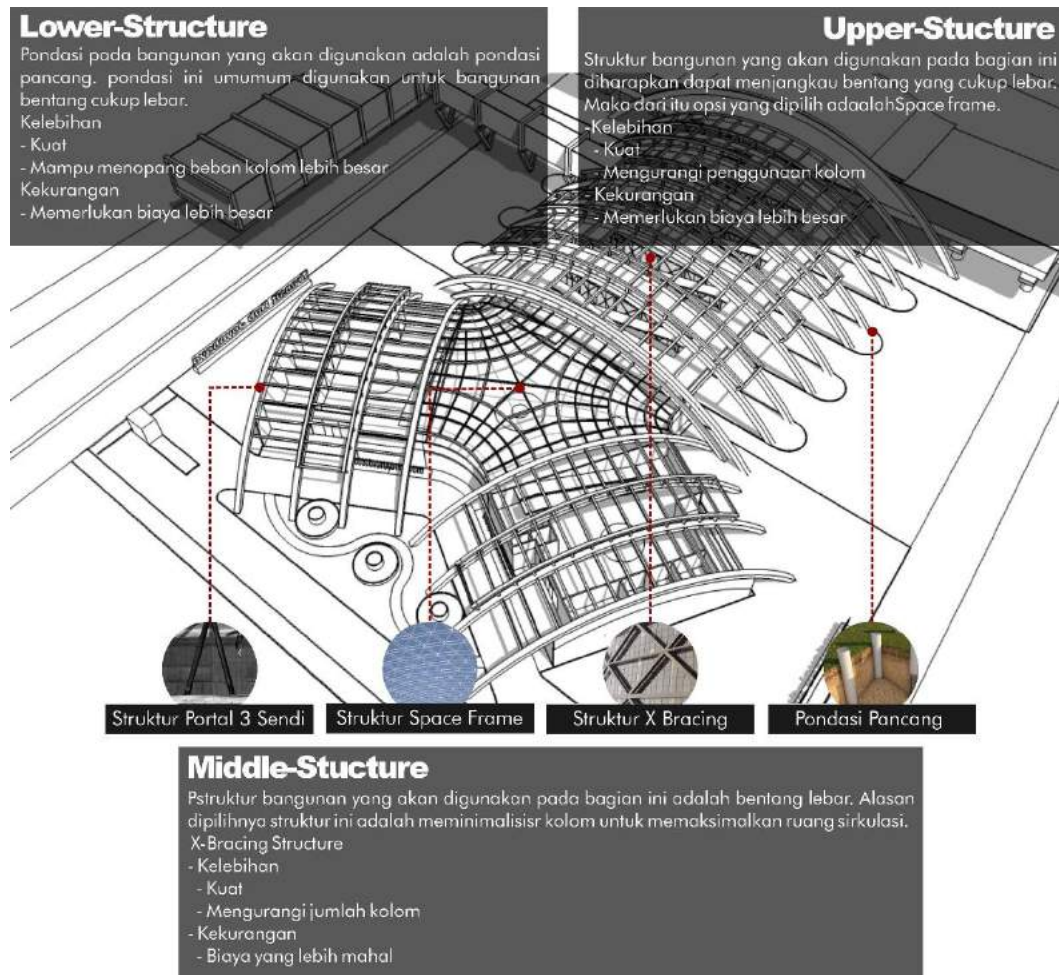 Lower-Structure
Pondasi pada bangunan yang akan digunakan adalah pondasi
pancang. pondasi ini umumum digunakan untuk bangunan
bentang cukup lebar.
Kelebihan
- Kuat
- Mampu menopang beban kolom lebih besar
Kekurangan
- Memerlukan biaya lebih besar
Upper-Stucture
Struktur bangunan yang akan digunakan pada bagian ini
diharapkan dapat menjangkau bentang yang cukup lebar.
Maka dari itu opsi yang dipilih adaalahSpace frame.
-Kelebihan
- Kuat
- Mengurangi penggunaan kolom
- Kekurangan
- Memerlukan biaya lebih besar
Struktur Portal 3 Sendi
Struktur Space Frame
Struktur X Bracing
Pondasi Pancang
Middle-Stucture
Pstruktur bangunan yang akan digunakan pada bagian ini adalah bentang lebar. Alasan
dipilihnya struktur ini adalah meminimalisisr kolom untuk memaksimalkan ruang sirkulasi.
X-Bracing Structure
- Kelebihan
- Kuat
- Mengurangi jumlah kolom
- Kekurangan
- Biaya yang lebih mahal